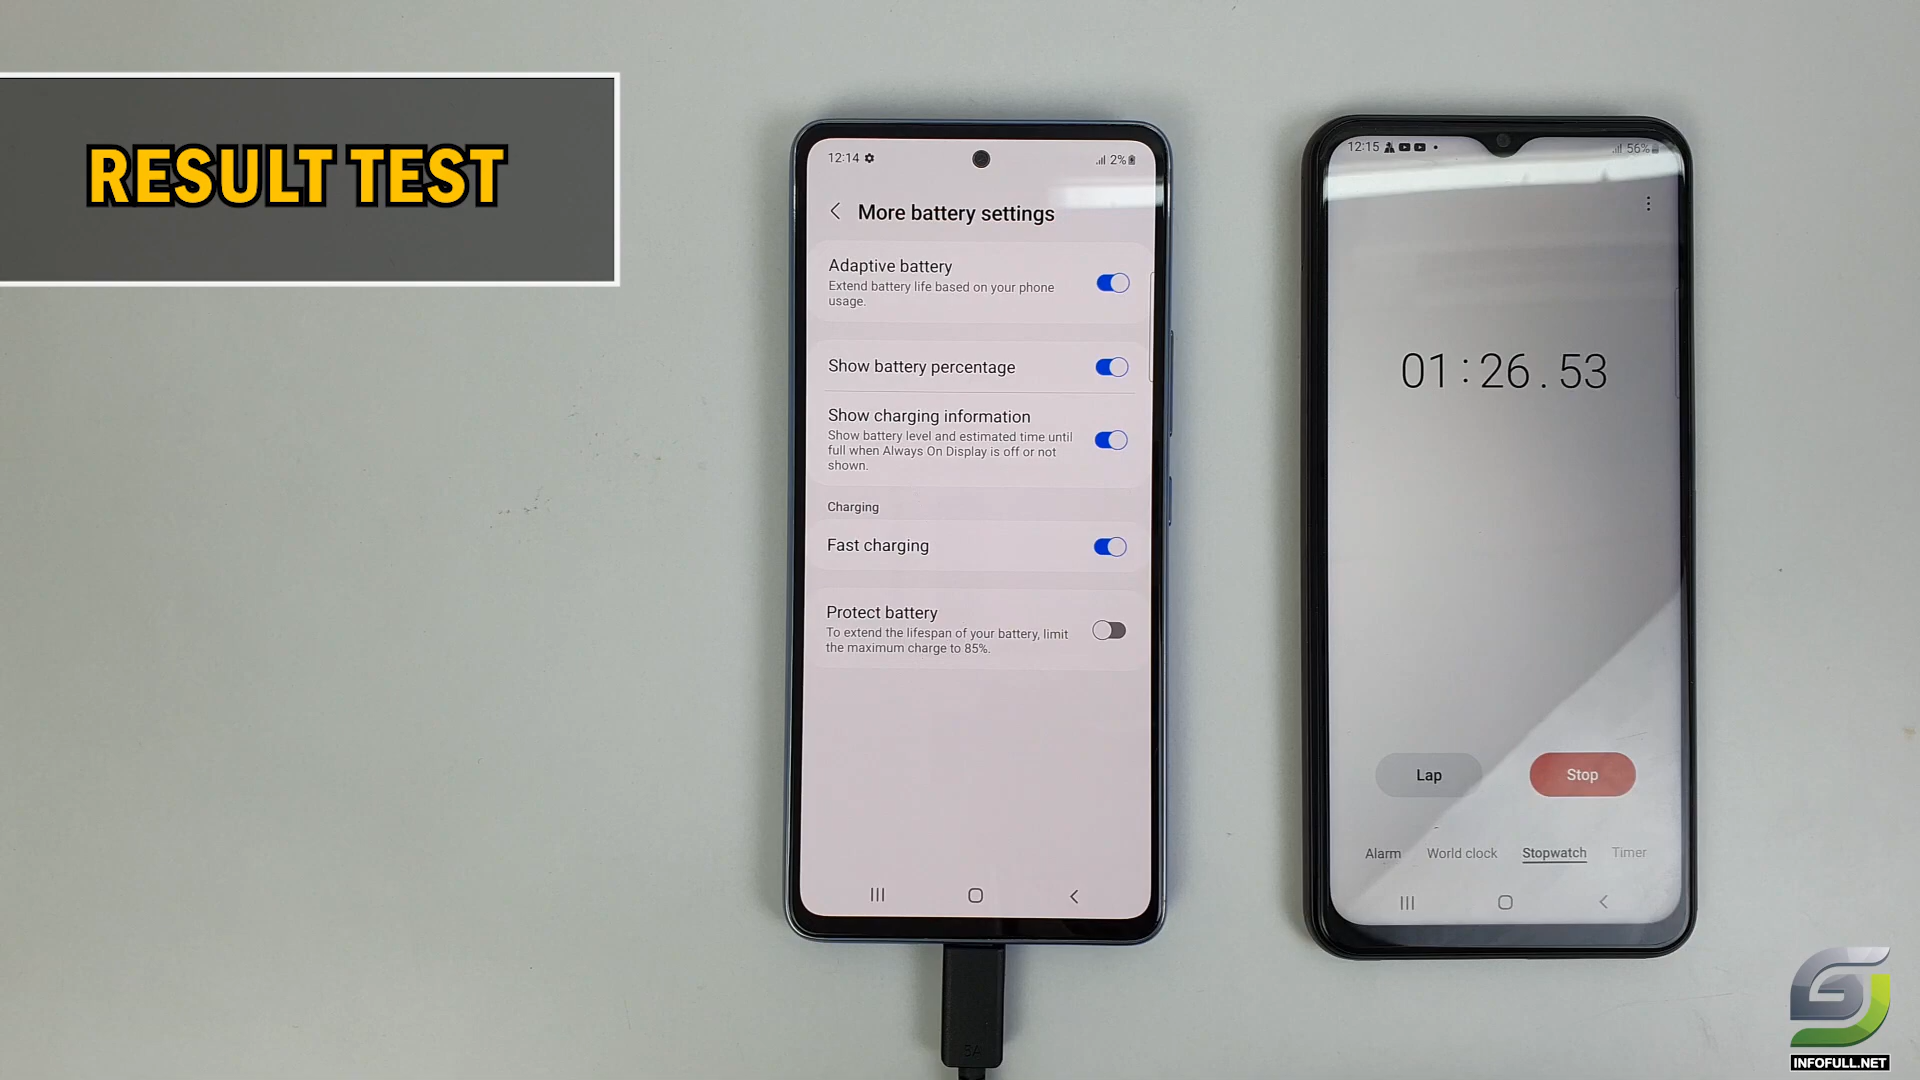 RESULT TEST
12:14
2%
More battery settings
Adaptive battery
Extend battery life based on your phone
usage.
Show battery percentage
Show charging information
Show battery level and estimated time until
full when Always On Display is off or not
shown.
Charging
Fast charging
Protect battery
To extend the lifespan of your battery, limit
the maximum charge to 85%.
12:15
56%
01:26.53
Lap
Stop
Alarm
World clock
Stopwatch
Timer
INFOFULL.NET